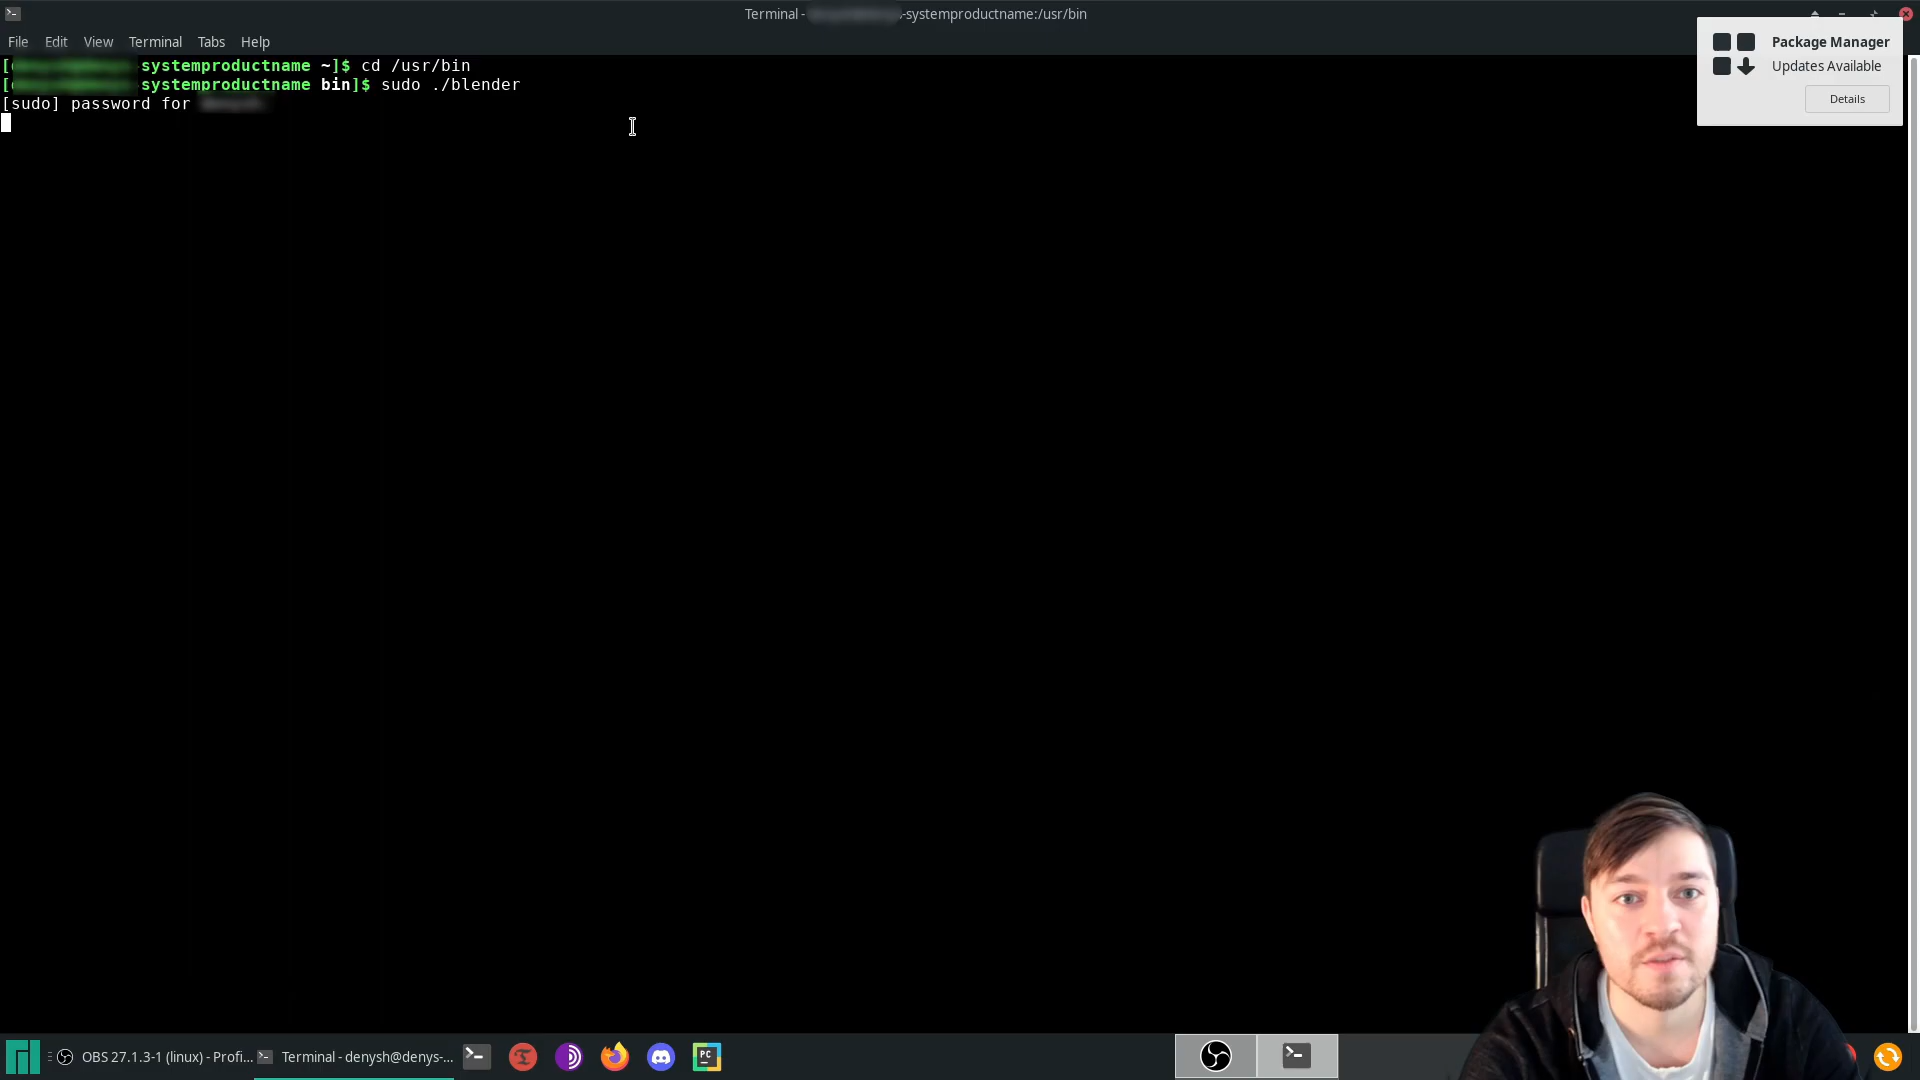 Terminal - -systemproductname:/usr/bin
File Edit View Terminal Tabs Help
[ -systemproductname ~]$ cd /usr/bin
[ -systemproductname bin]$ sudo ./blender
[sudo] password for
Package Manager
Updates Available
Details
OBS 27.1.3-1 (linux) - Profi...
Terminal - denysh@denys-...
PC